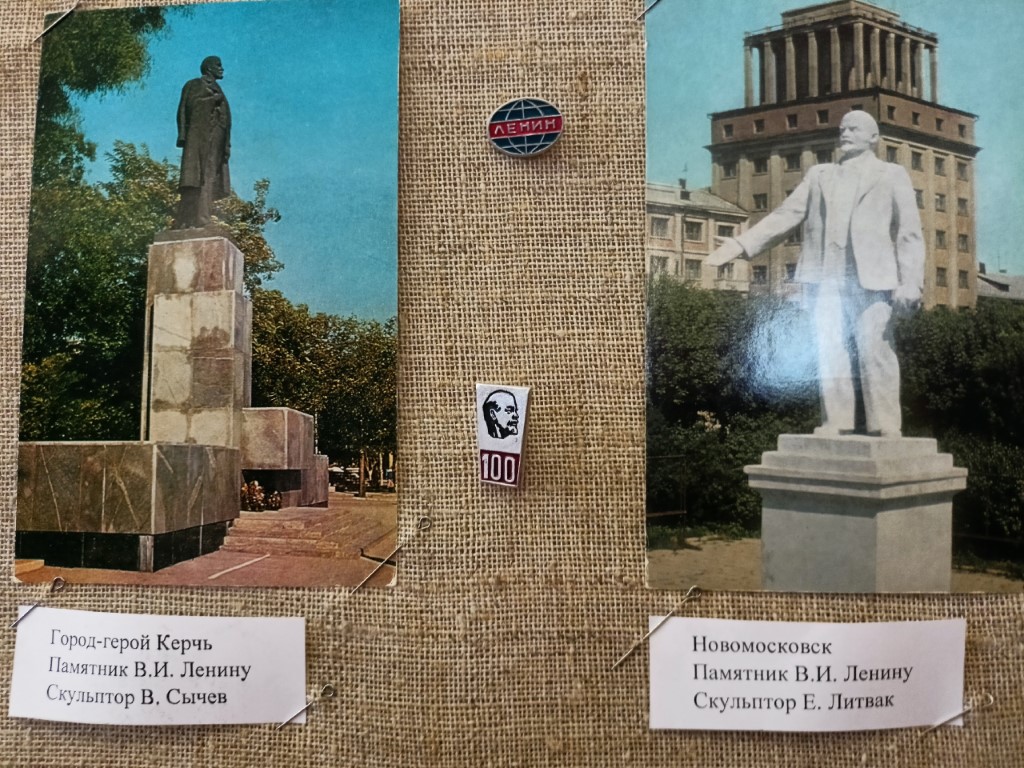 ЛЕНИН
100
Город-герой Керчь
Памятник В.И. Ленину
Скульптор В. Сычев
Новомосковск
Памятник В.И. Ленину
Скульптор Е. Литвак